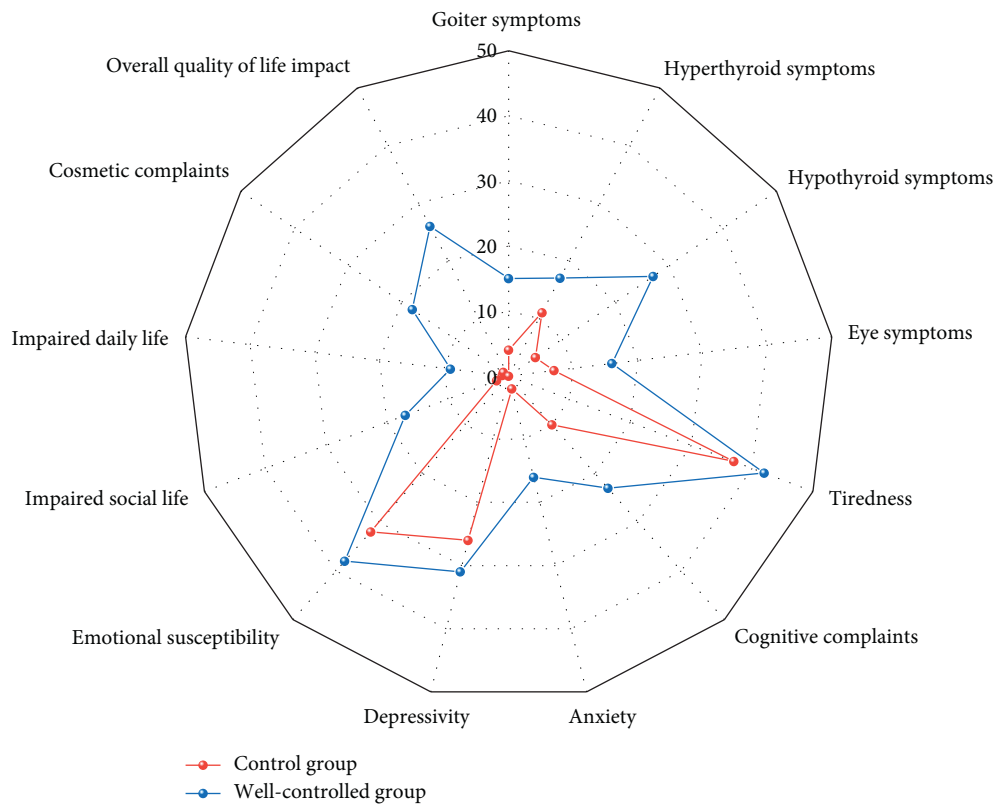 Goiter symptoms
50
Overall quality of life impact
Hyperthyroid symptoms
40
Cosmetic complaints
Hypothyroid symptoms
30
20
10
Impaired daily life
Eye symptoms
0
Impaired social life
Tiredness
Emotional susceptibility
Cognitive complaints
Depressivity
Anxiety
Control group
Well-controlled group